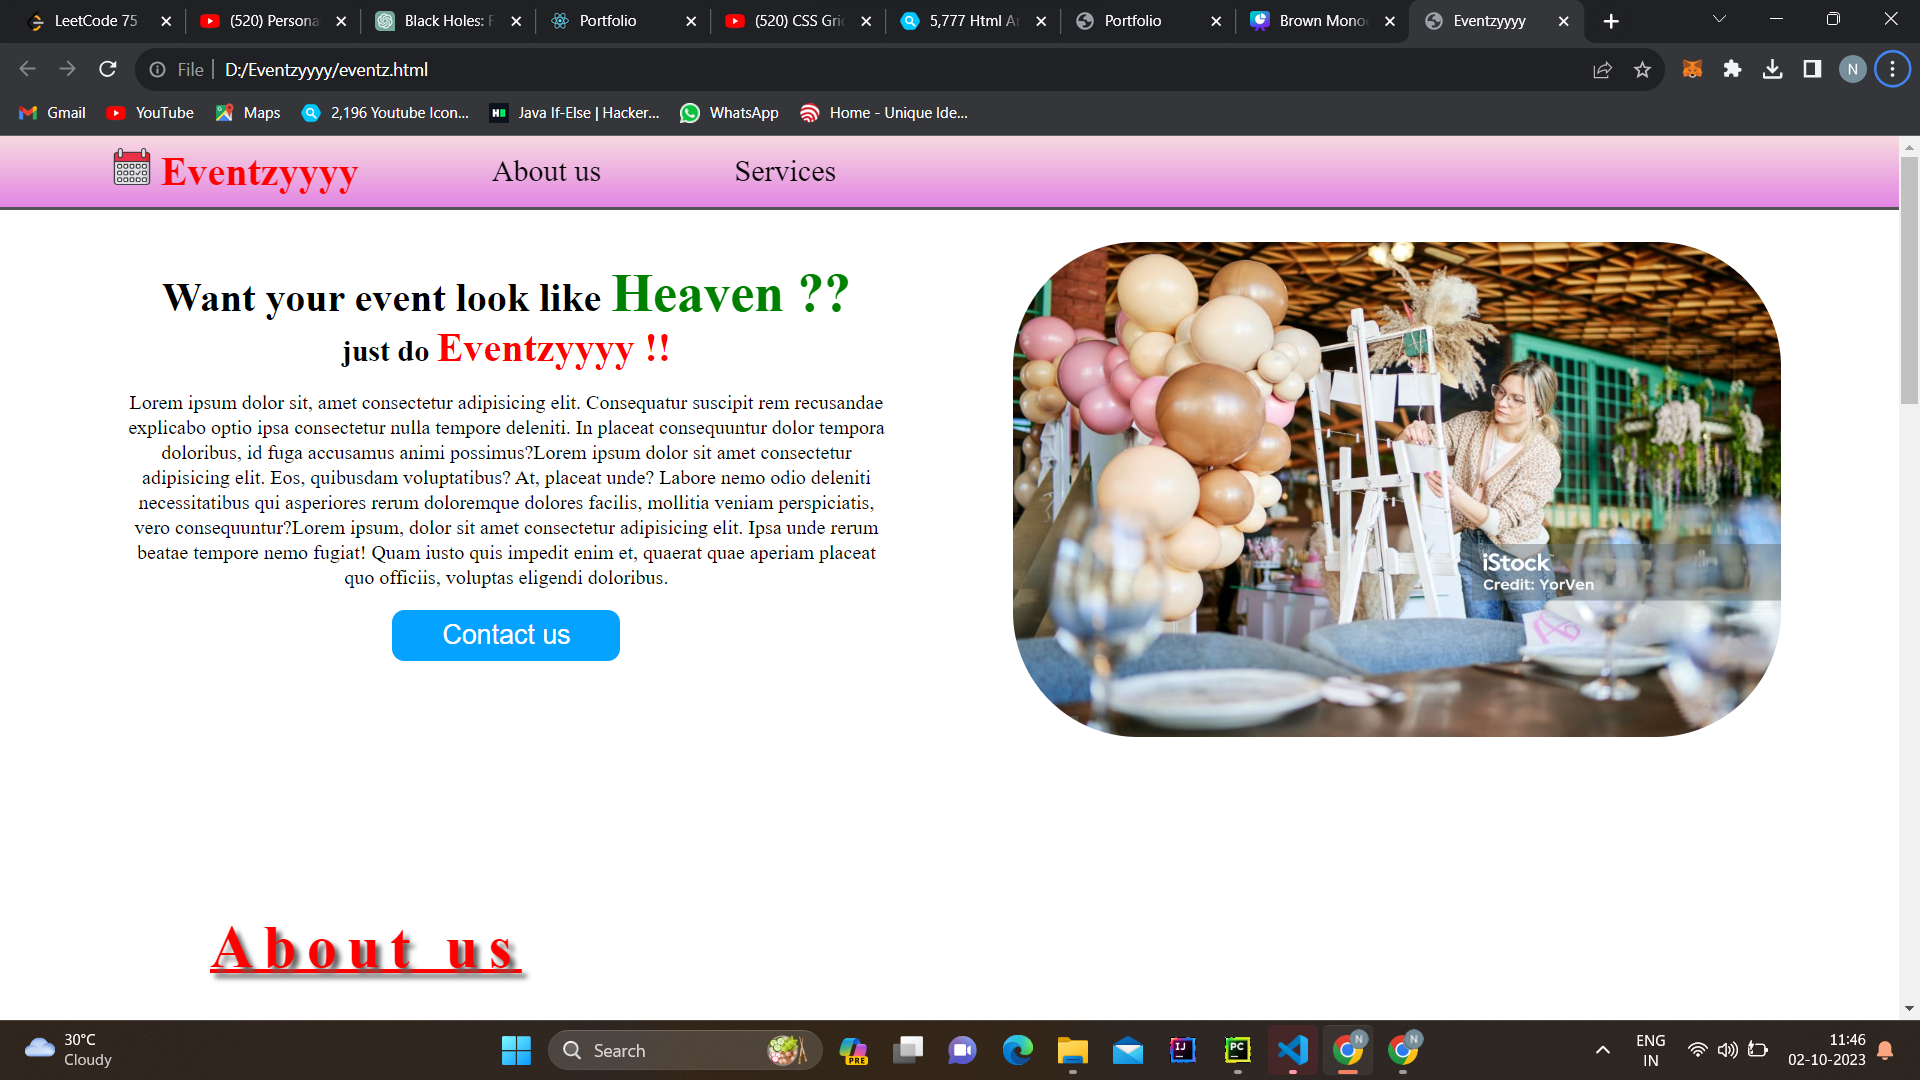 LeetCode 75
(520) Persona
Black Holes: F
Portfolio
(520) CSS Gri
5,777 Html A
Portfolio
Brown Mono
Eventzyyyy
File
D:/Eventzyyyy/eventz.html
N
Gmail
YouTube
Maps
2,196 Youtube Icon...
Java If-Else | Hacker...
WhatsApp
Home - Unique Ide...
Eventzyyyy
About us
Services
Want your event look like Heaven ??
just do Eventzyyyy !!
Lorem ipsum dolor sit, amet consectetur adipisicing elit. Consequatur suscipit rem recusandae
explicabo optio ipsa consectetur nulla tempore deleniti. In placeat consequuntur dolor tempora
doloribus, id fuga accusamus animi possimus?Lorem ipsum dolor sit amet consectetur
adipisicing elit. Eos, quibusdam voluptatibus? At, placeat unde? Labore nemo odio deleniti
necessitatibus qui asperiores rerum doloremque dolores facilis, mollitia veniam perspiciatis,
vero consequuntur?Lorem ipsum, dolor sit amet consectetur adipisicing elit. Ipsa unde rerum
beatae tempore nemo fugiat! Quam iusto quis impedit enim et, quaerat quae aperiam placeat
quo officiis, voluptas eligendi doloribus.
Contact us
iStock
Credit: YorVen
About us
30°C
Cloudy
Search
PRE
IJ
PC
N
N
ENG
IN
11:46
02-10-2023